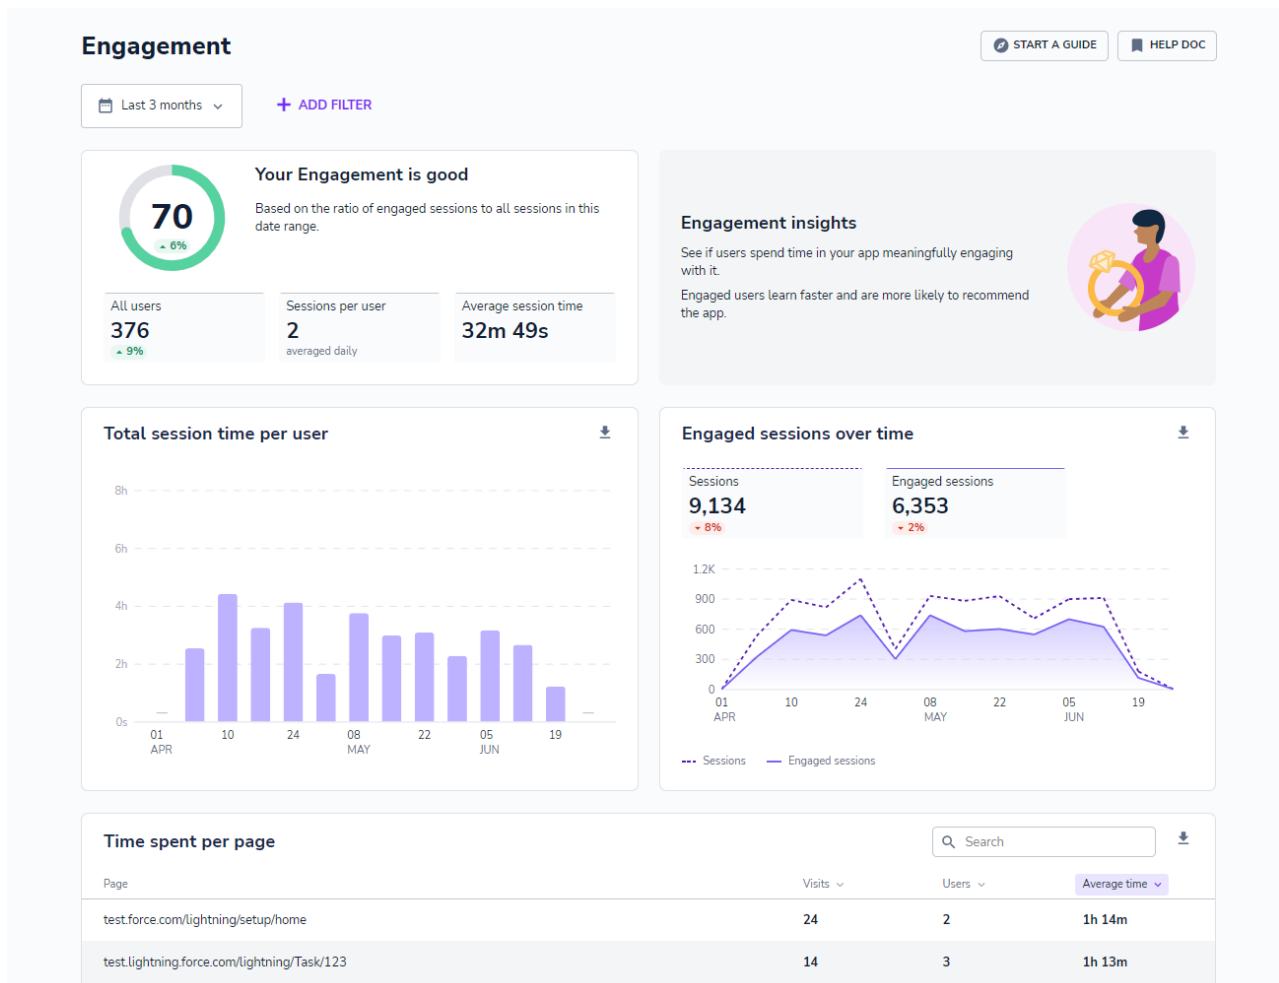 Engagement
START A GUIDE
HELP DOC
Last 3 months
ADD FILTER
70
6%
Your Engagement is good
Based on the ratio of engaged sessions to all sessions in this
date range.
All users
376
9%
Sessions per user
2
averaged daily
Average session time
32m 49s
Engagement insights
See if users spend time in your app meaningfully engaging
with it.
Engaged users learn faster and are more likely to recommend
the app.
Total session time per user
8h
6h
4h
2h
0s
01 10 24 08 22 05 19
APR MAY JUN
Engaged sessions over time
Sessions
9,134
8%
Engaged sessions
6,353
2%
1.2K
900
600
300
0
01 10 24 08 22 05 19
APR MAY JUN
Sessions Engaged sessions
Time spent per page
Search
Page Visits Users Average time
test.force.com/lightning/setup/home 24 2 1h 14m
test.lightning.force.com/lightning/Task/123 14 3 1h 13m